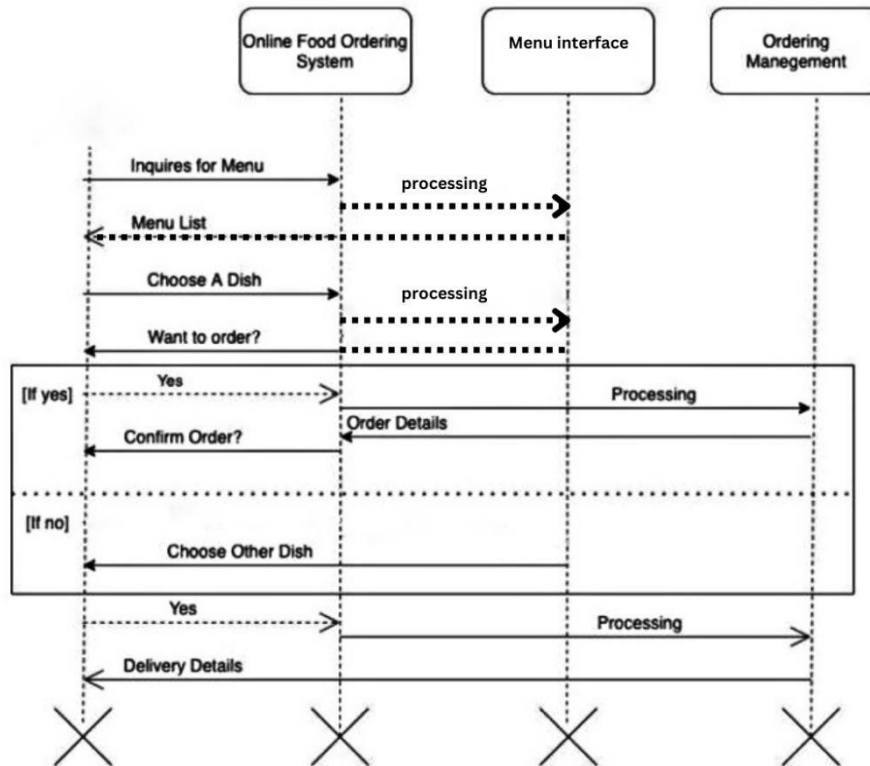 Online Food Ordering
System
Menu interface
Ordering
Manegement
Inquires for Menu
processing
Menu List
Choose A Dish
processing
Want to order?
[If yes]
Yes
Processing
Order Details
Confirm Order?
[If no]
Choose Other Dish
Yes
Processing
Delivery Details